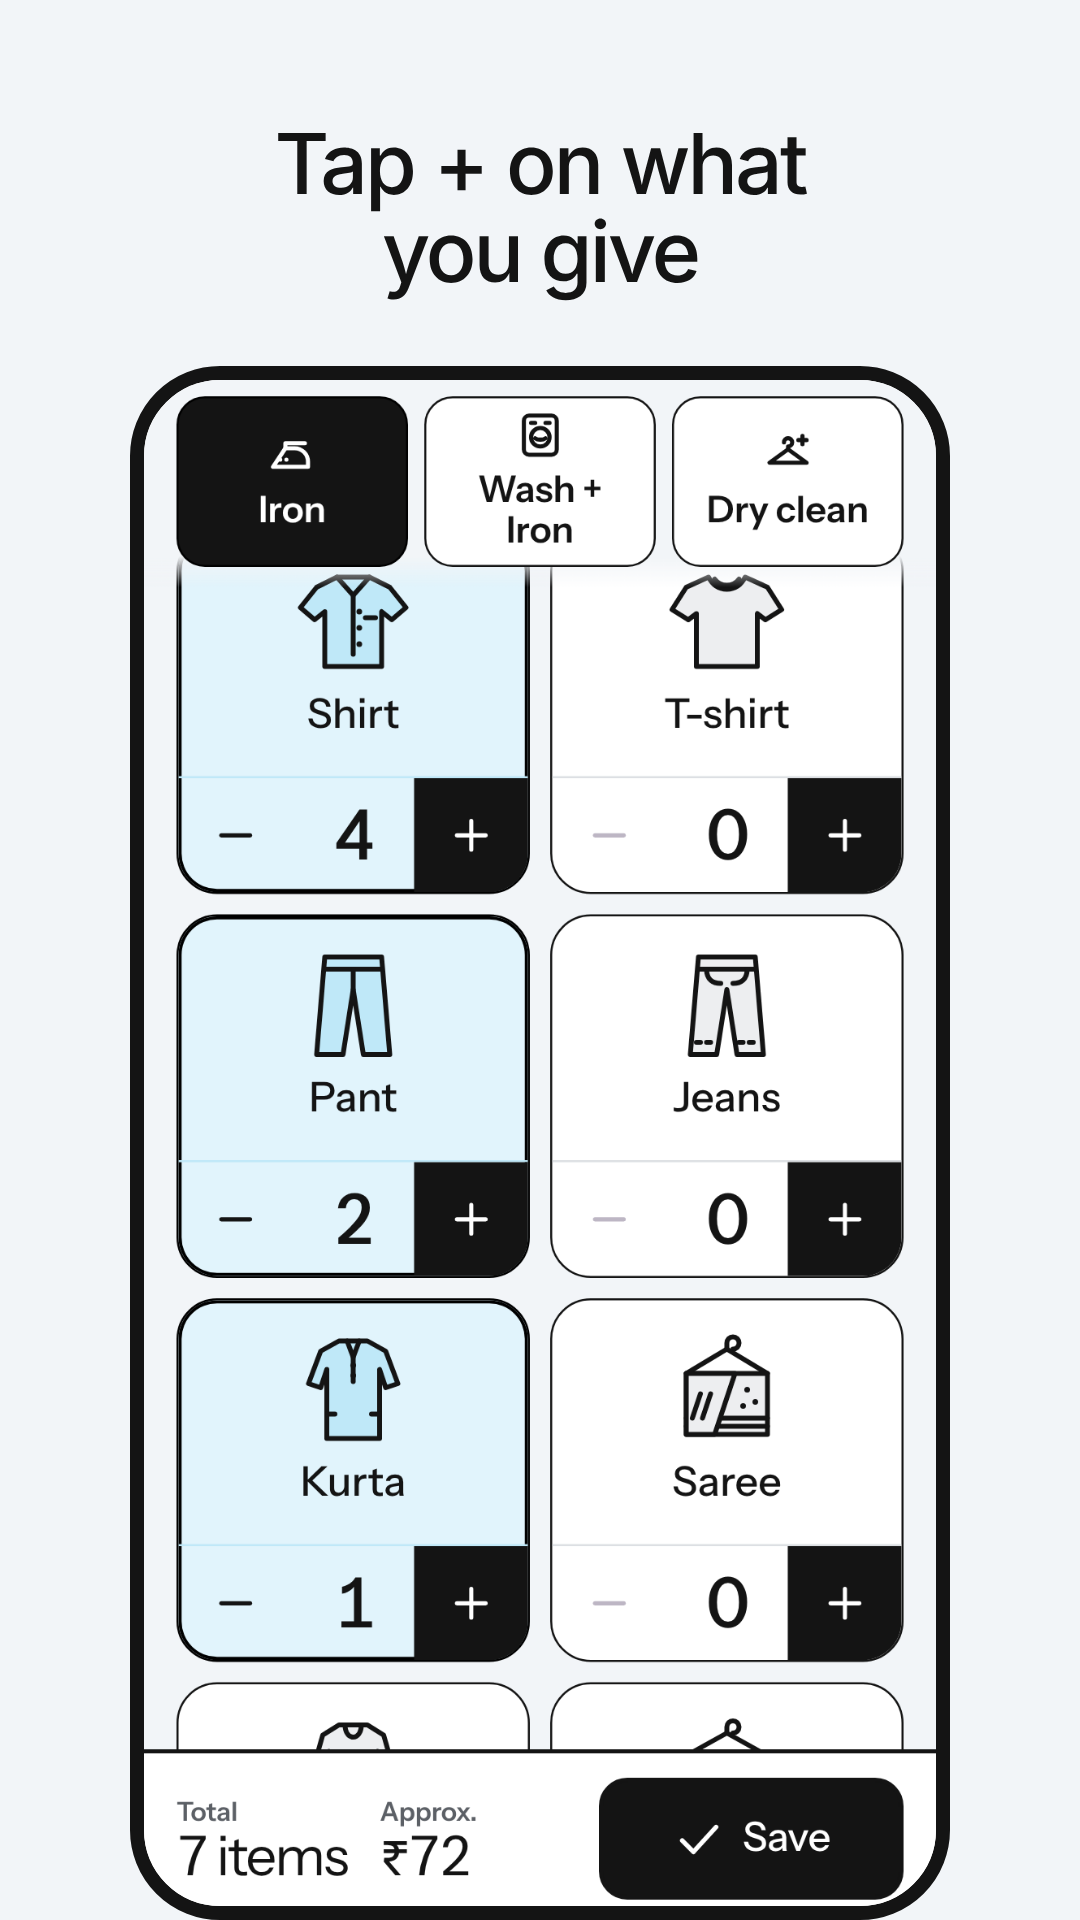 Tap + on what
you give
Iron
Wash +
Iron
Dry clean
Shirt
T-shirt
− 4 +
− 0 +
Pant
Jeans
− 2 +
− 0 +
Kurta
Saree
− 1 +
− 0 +
Total
Approx.
7 items
₹72
Save